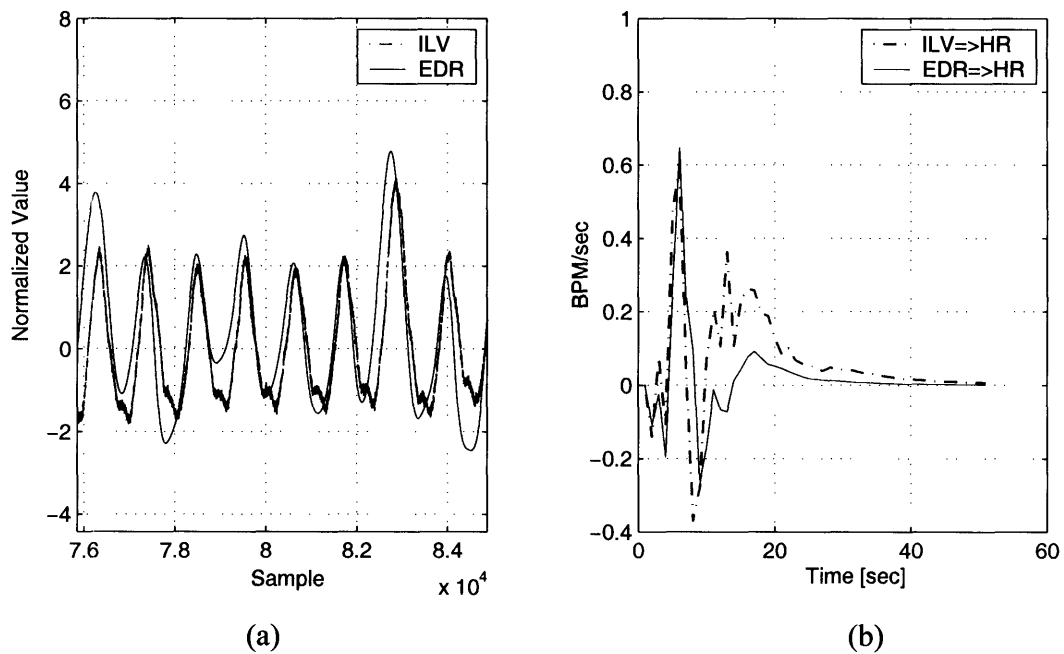 8
6
4
2
0
−2
−4
Normalized Value
7.6
7.8
8
8.2
8.4
Sample
x 10^4
ILV
EDR
(a)
1
0.8
0.6
0.4
0.2
0
−0.2
−0.4
BPM/sec
0
20
40
60
Time [sec]
ILV=>HR
EDR=>HR
(b)